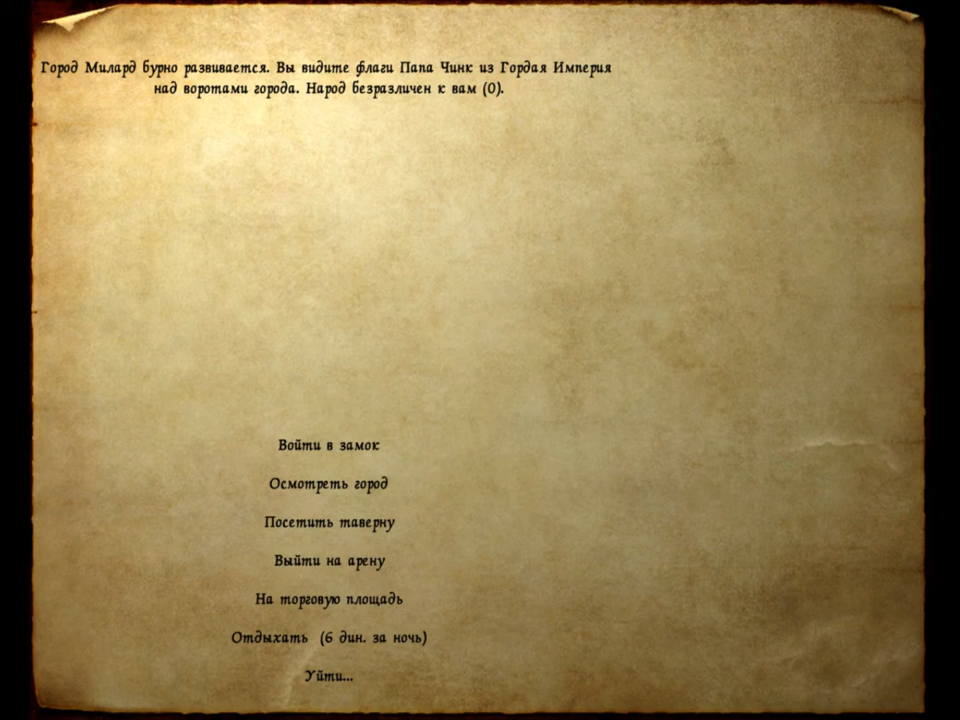 Город Милард бурно развивается. Вы видите флаги Папа Чинк из Гордая Империя
над воротами города. Народ безразличен к вам (0).
Войти в замок
Осмотреть город
Посетить таверну
Выйти на арену
На торговую площадь
Отдыхать (6 дин. за ночь)
Уйти...